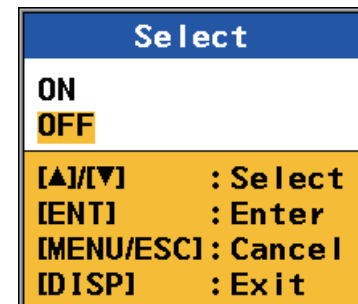 Select
ON
OFF
[▲]/[▼] :Select
[ENT] :Enter
[MENU/ESC]:Cancel
[DISP] :Exit